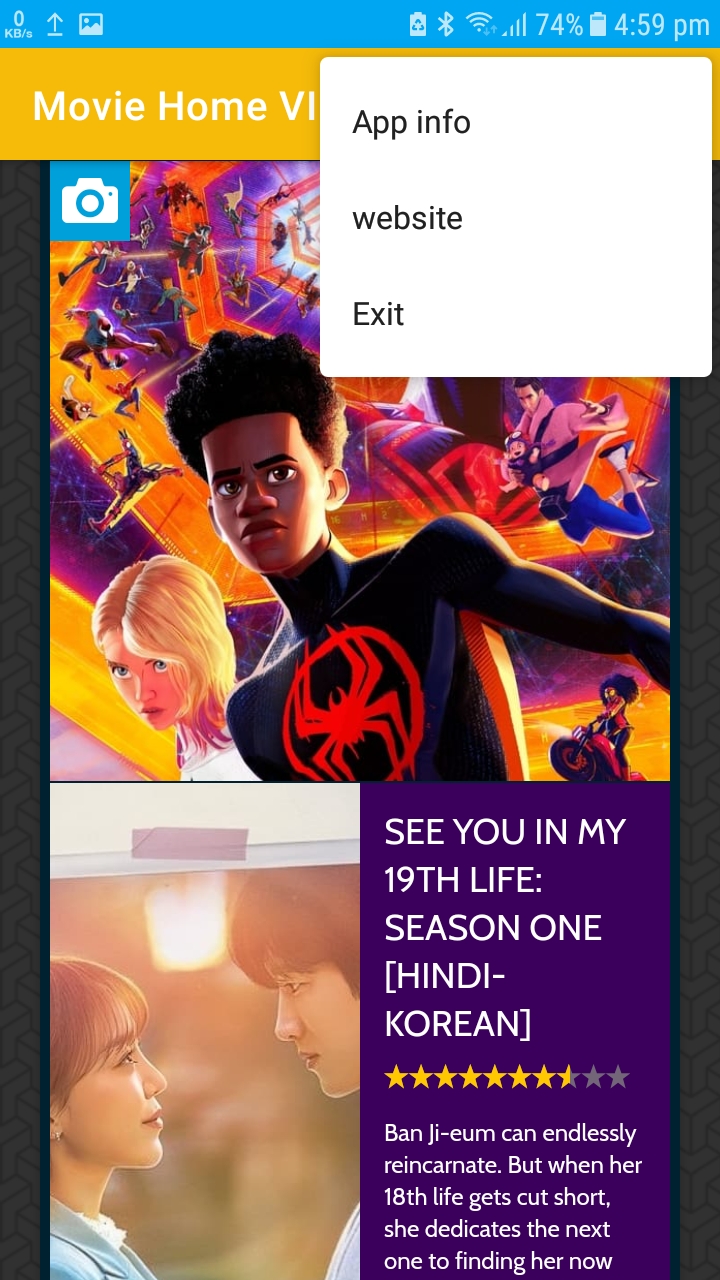 0
KB/s
74%
4:59 pm
Movie Home VI
App info
website
Exit
SEE YOU IN MY
19TH LIFE:
SEASON ONE
[HINDI-
KOREAN]
Ban Ji-eum can endlessly
reincarnate. But when her
18th life gets cut short,
she dedicates the next
one to finding her now